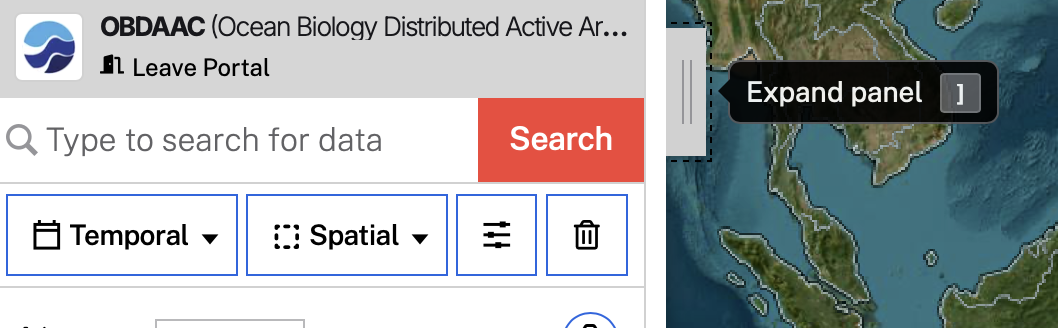 OBDAAC (Ocean Biology Distributed Active Ar...
Leave Portal
Type to search for data
Search
Temporal
Spatial
Expand panel ]